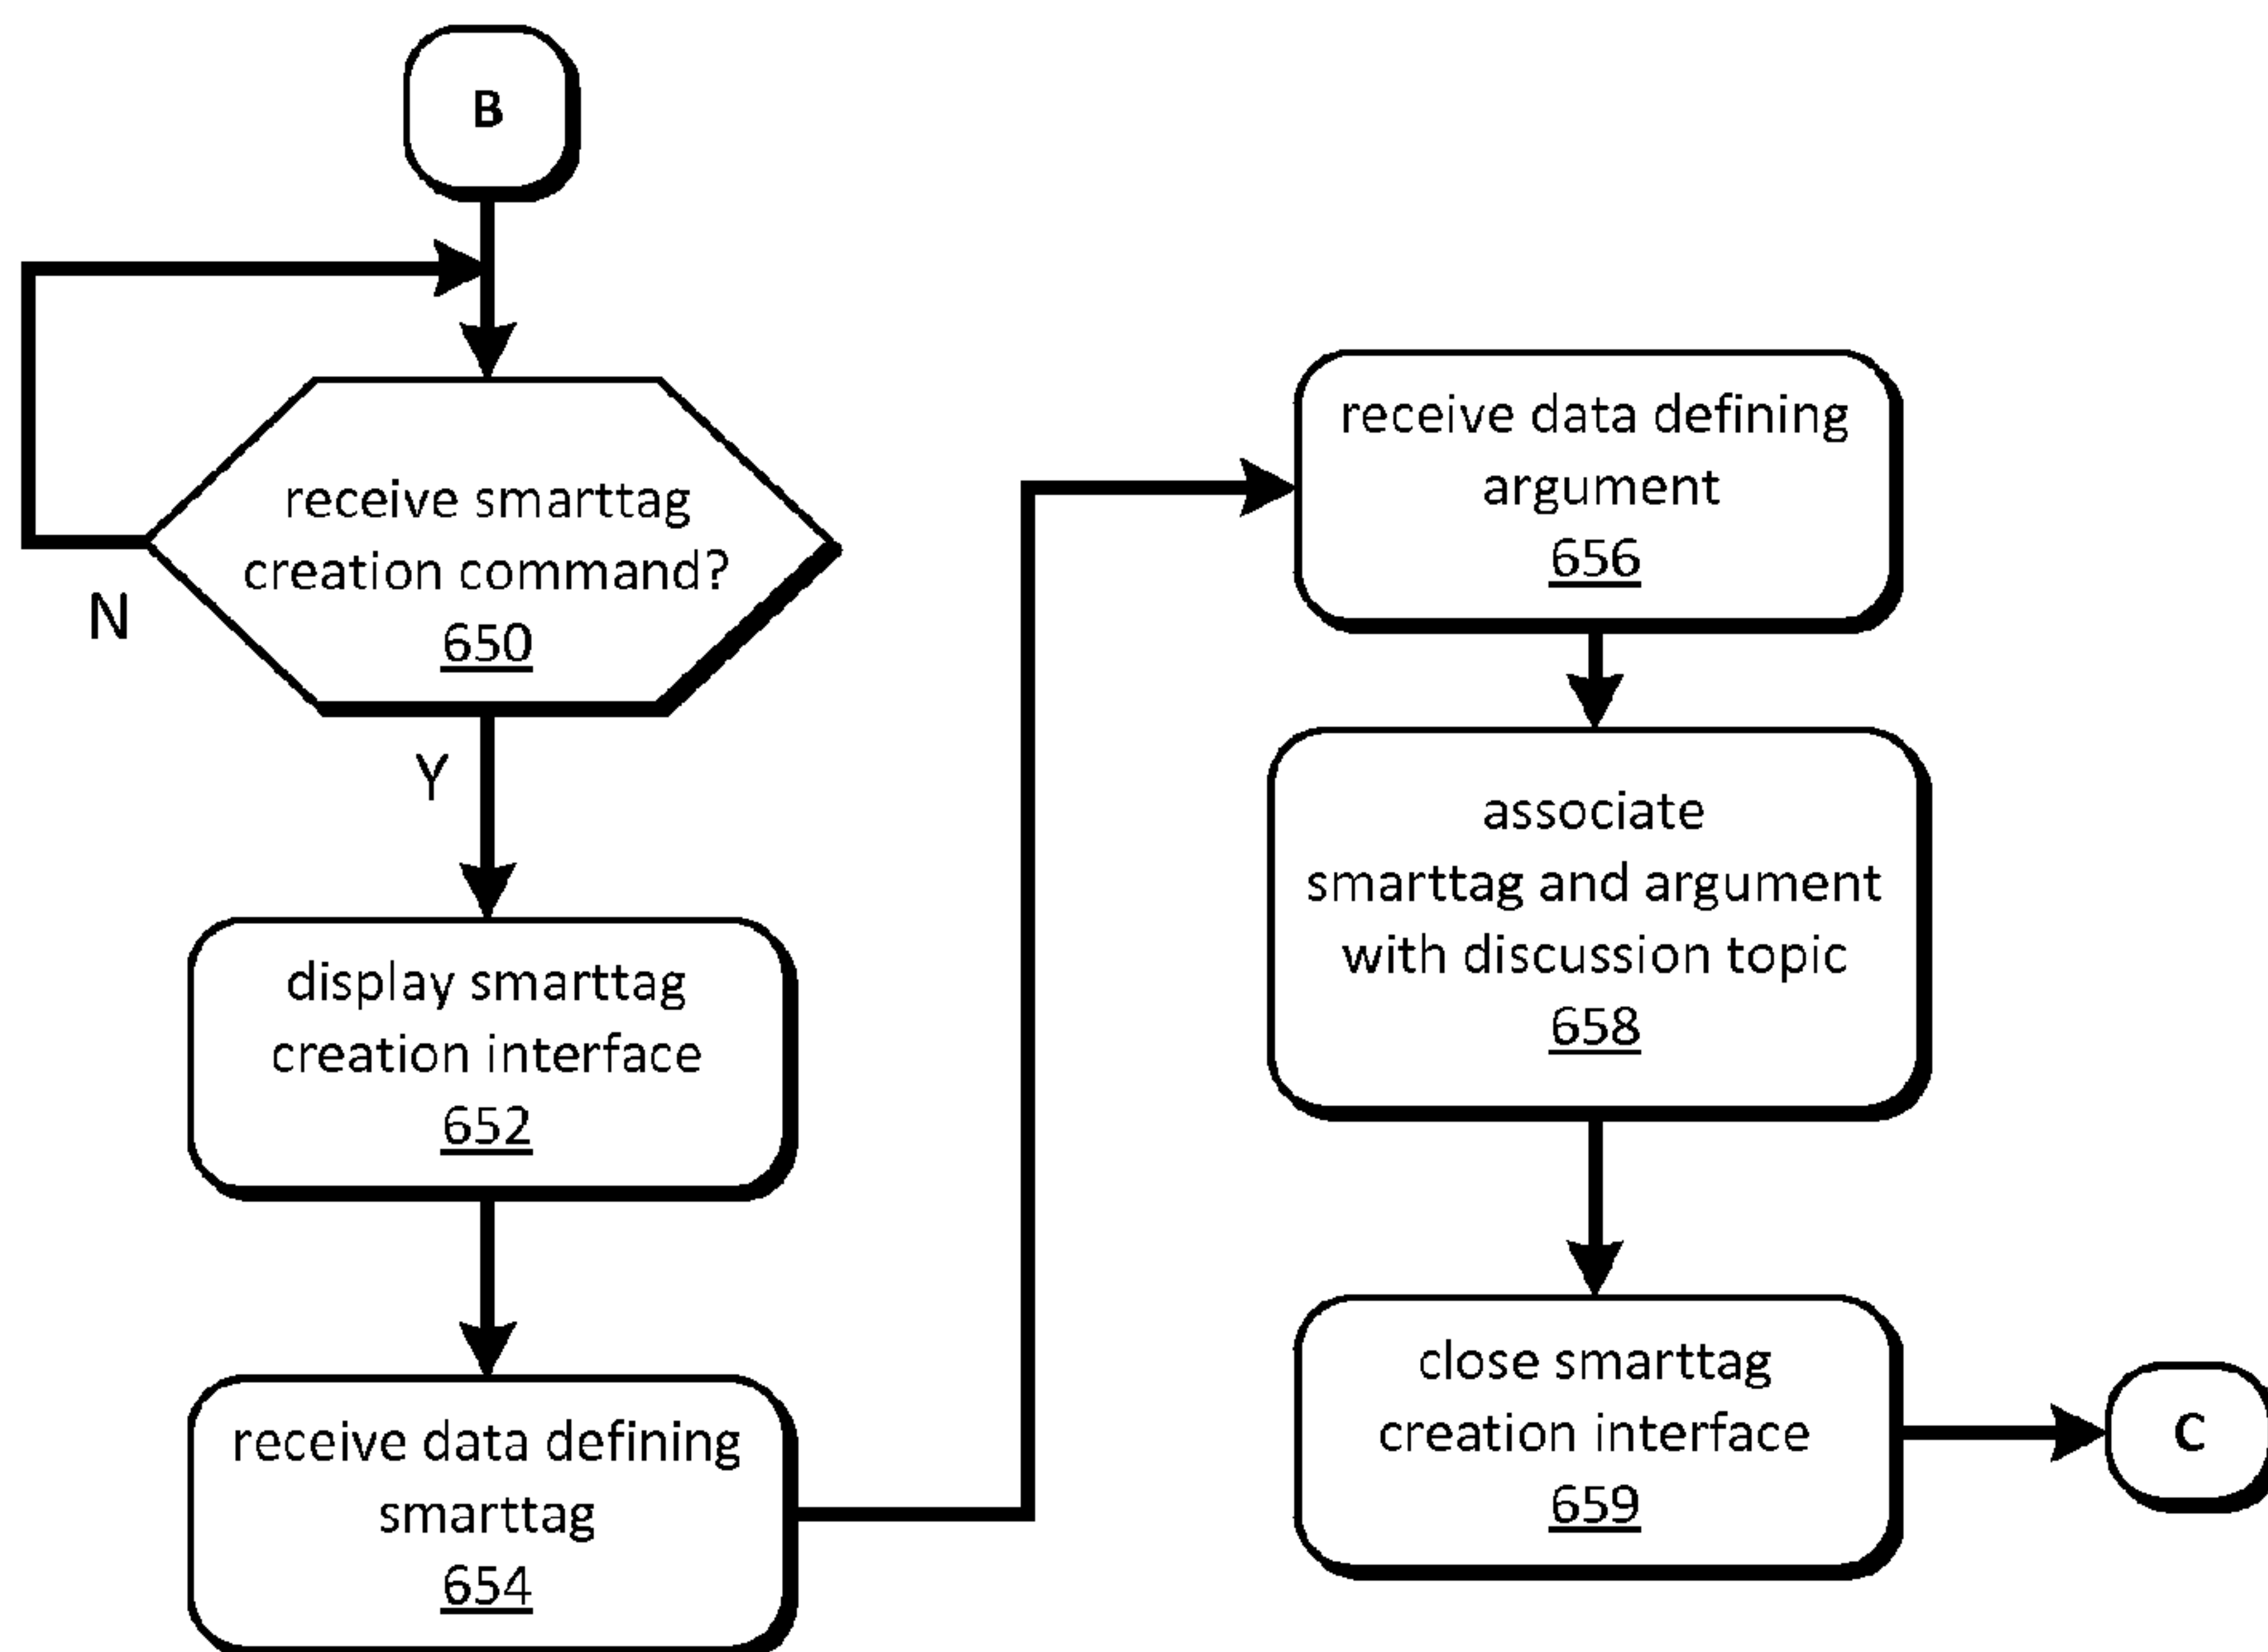 B
receive smarttag
creation command?
650
N
Y
display smarttag
creation interface
652
receive data defining
smarttag
654
receive data defining
argument
656
associate
smarttag and argument
with discussion topic
658
close smarttag
creation interface
659
C